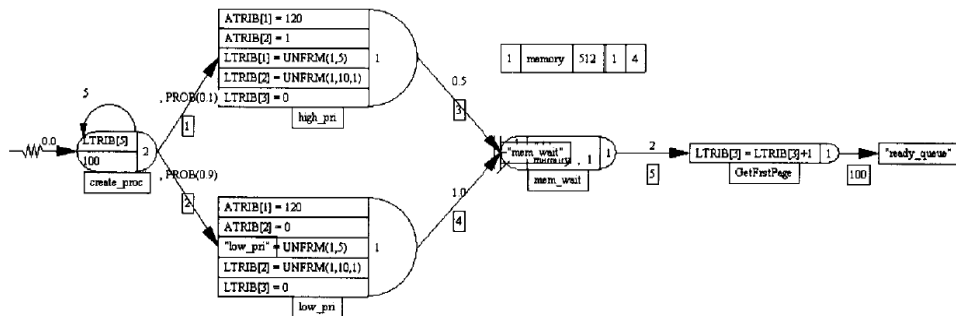 5
0.0
LTRIB[5]
100
2
create_proc
, PROB(0.1)
1
, PROB(0.9)
2
ATRIB[1] = 120
ATRIB[2] = 1
LTRIB[1] = UNFRM(1,5)
LTRIB[2] = UNFRM(1,10,1)
LTRIB[3] = 0
1
high_pri
ATRIB[1] = 120
ATRIB[2] = 0
"low_pri" = UNFRM(1,5)
LTRIB[2] = UNFRM(1,10,1)
LTRIB[3] = 0
1
low_pri
0.5
3
1.0
4
1 memory 512 1 4
"mem_wait"
memory , 1
1
mem_wait
2
5
LTRIB[3] = LTRIB[3]+1
1
GetFrstPage
100
"ready_queue"